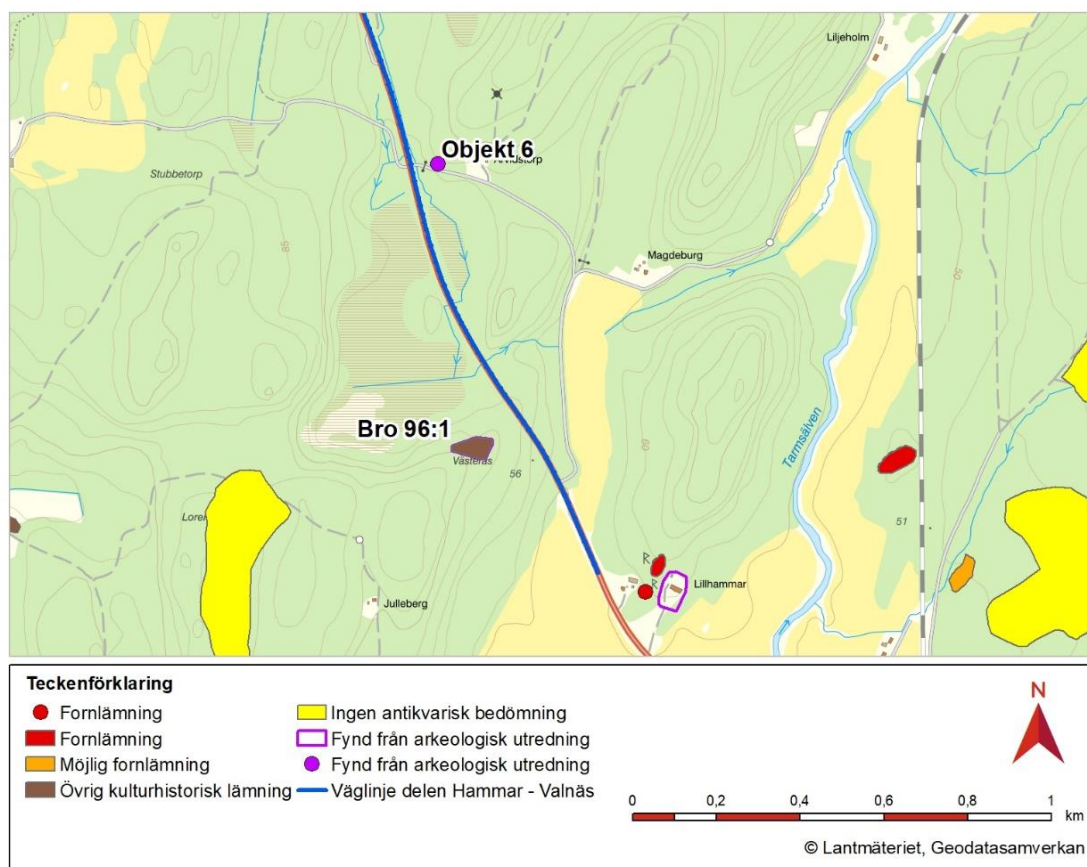 Liljeholm
Objekt 6
Arvidstorp
Stubbetorp
85
Magdeburg
50
Tarmsälven
60
Bro 96:1
Västerås
56
51
R
R
Lillhammar
Julleberg
Teckenförklaring
Fornlämning
Fornlämning
Möjlig fornlämning
Övrig kulturhistorisk lämning
Ingen antikvarisk bedömning
Fynd från arkeologisk utredning
Fynd från arkeologisk utredning
Väglinje delen Hammar - Valnäs
N
0 0,2 0,4 0,6 0,8 1
km
© Lantmäteriet, Geodatasamverkan